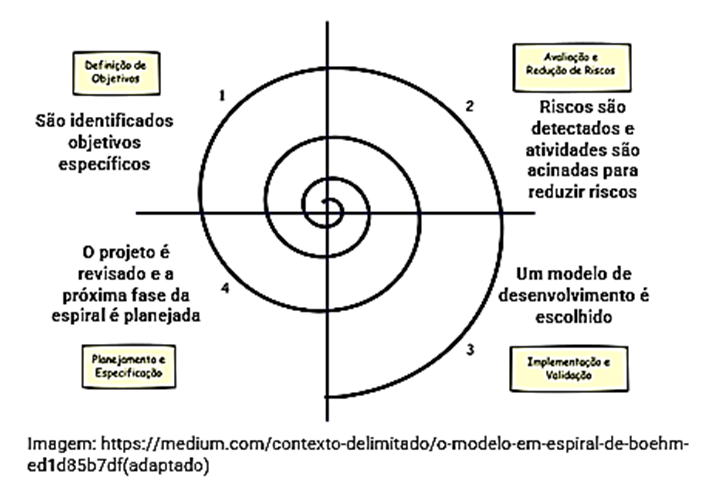 Definição de
Objetivos
1
São identificados
objetivos
específicos
Avaliação e
Redução de Riscos
2
Riscos são
detectados e
atividades são
acinadas para
reduzir riscos
O projeto é
revisado e a
próxima fase da
espiral é planejada
4
Planejamento e
Especificação
Um modelo de
desenvolvimento é
escolhido
3
Implementação e
Validação
Imagem: https://medium.com/contexto-delimitado/o-modelo-em-espiral-de-boehm-
ed1d85b7df(adaptado)